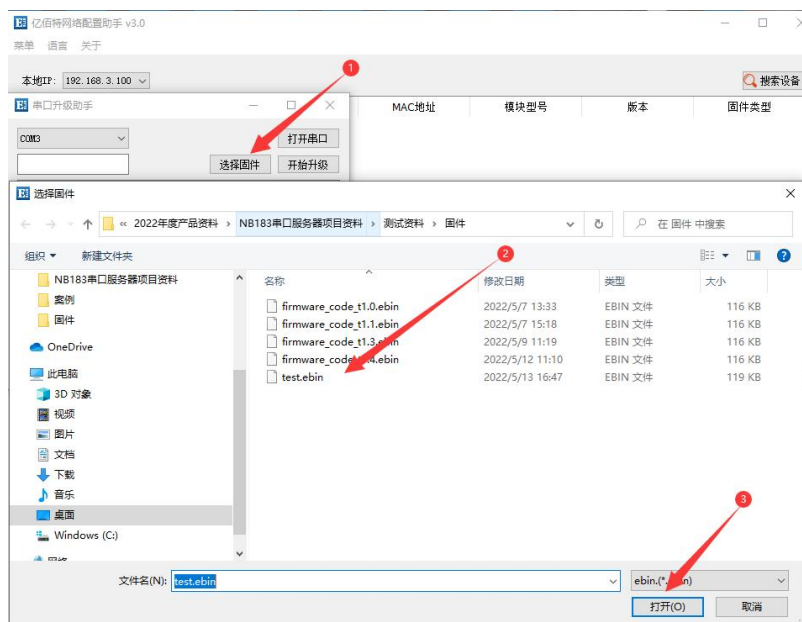 亿佰特网络配置助手 v3.0
菜单 语言 关于
本地IP: 192.168.3.100 搜索设备
1
串口升级助手 MAC地址 模块型号 版本 固件类型
COM3 打开串口
选择固件 开始升级
选择固件
« 2022年度产品资料 › NB183串口服务器项目资料 › 测试资料 › 固件 在 固件 中搜索
组织 新建文件夹
2
NB183串口服务器项目资料 名称 修改日期 类型 大小
案例 firmware_code_t1.0.ebin 2022/5/7 13:33 EBIN 文件 116 KB
固件 firmware_code_t1.1.ebin 2022/5/7 15:18 EBIN 文件 116 KB
firmware_code_t1.3.ebin 2022/5/9 11:19 EBIN 文件 116 KB
OneDrive
firmware_code 4.ebin 2022/5/12 11:10 EBIN 文件 116 KB
此电脑 test.ebin 2022/5/13 16:47 EBIN 文件 119 KB
3D 对象
视频
图片
文档
下载
音乐
桌面
3
Windows (C:)
网络
文件名(N): test.ebin
打开(O) 取消